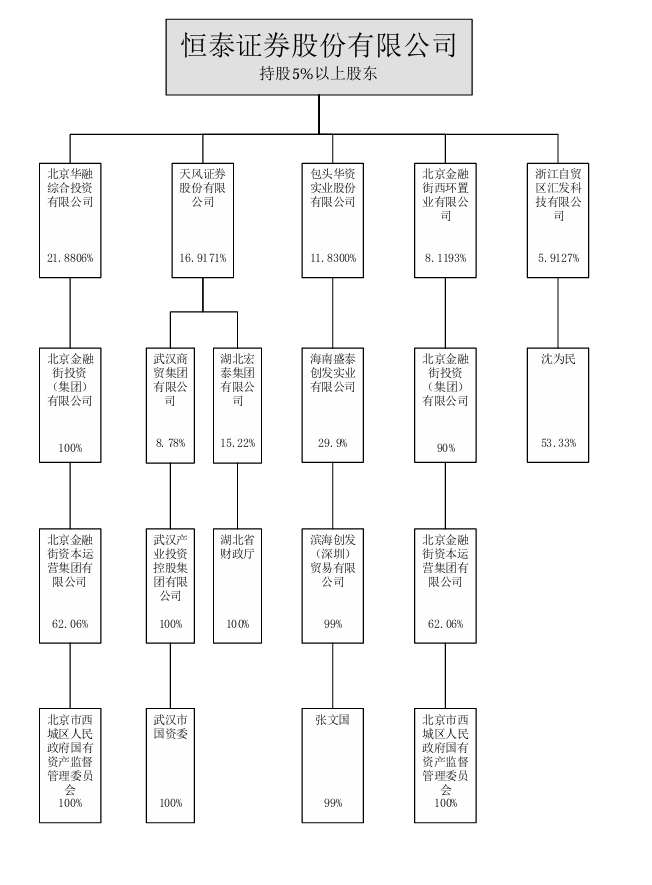 恒泰证券股份有限公司
持股5%以上股东
北京华融
综合投资
有限公司
21.8806%
天风证券
股份有限
公司
16.9171%
包头华资
实业股份
有限公司
11.8300%
北京金融
街西环置
业有限公
司
8.1193%
浙江自贸
区汇发科
技有限公
司
5.9127%
北京金融
街投资
（集团）
有限公司
100%
武汉商
贸集团
有限公
司
8.78%
湖北宏
泰集团
有限公
司
15.22%
海南盛泰
创发实业
有限公司
29.9%
北京金融
街投资
（集团）
有限公司
90%
沈为民
53.33%
北京金融
街资本运
营集团有
限公司
62.06%
武汉产
业投资
控股集
团有限
公司
100%
湖北省
财政厅
100%
滨海创发
（深圳）
贸易有限
公司
99%
北京金融
街资本运
营集团有
限公司
62.06%
北京市西
城区人民
政府国有
资产监督
管理委员
会
100%
武汉市
国资委
100%
张文国
99%
北京市西
城区人民
政府国有
资产监督
管理委员
会
100%